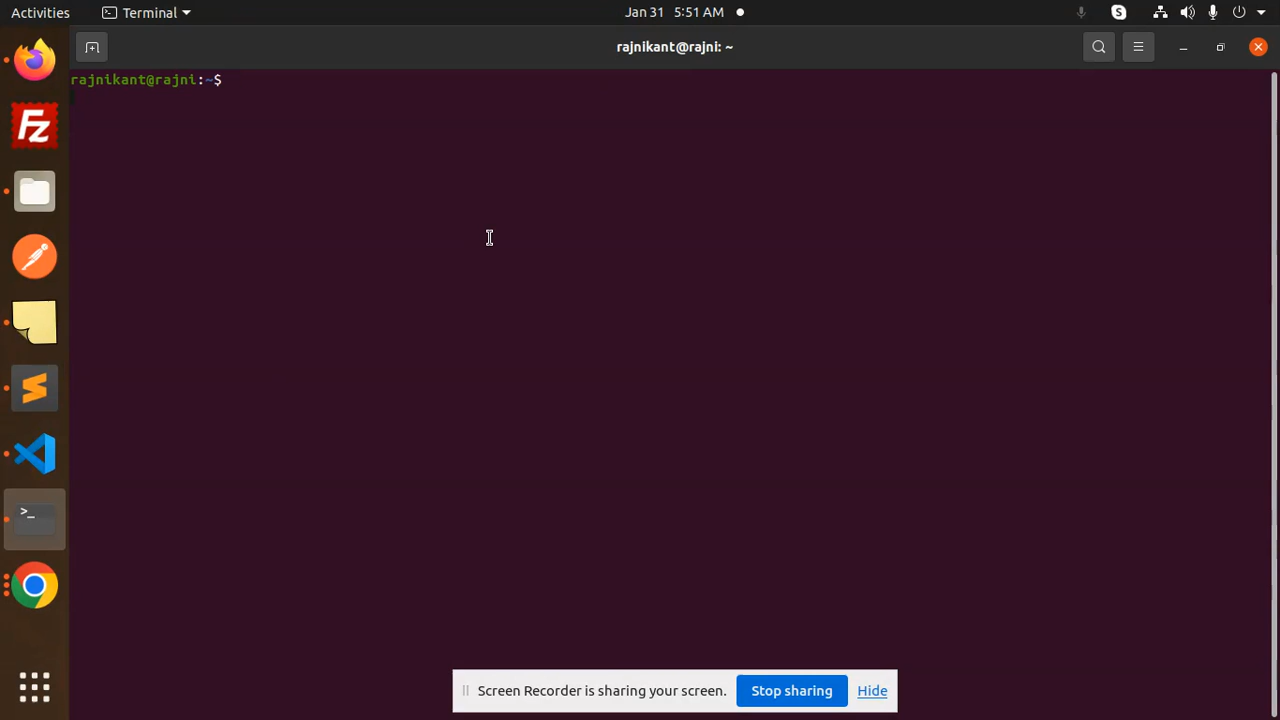 Activities Terminal Jan 31 5:51 AM
rajnikant@rajni: ~
rajnikant@rajni:~$
Screen Recorder is sharing your screen. Stop sharing Hide